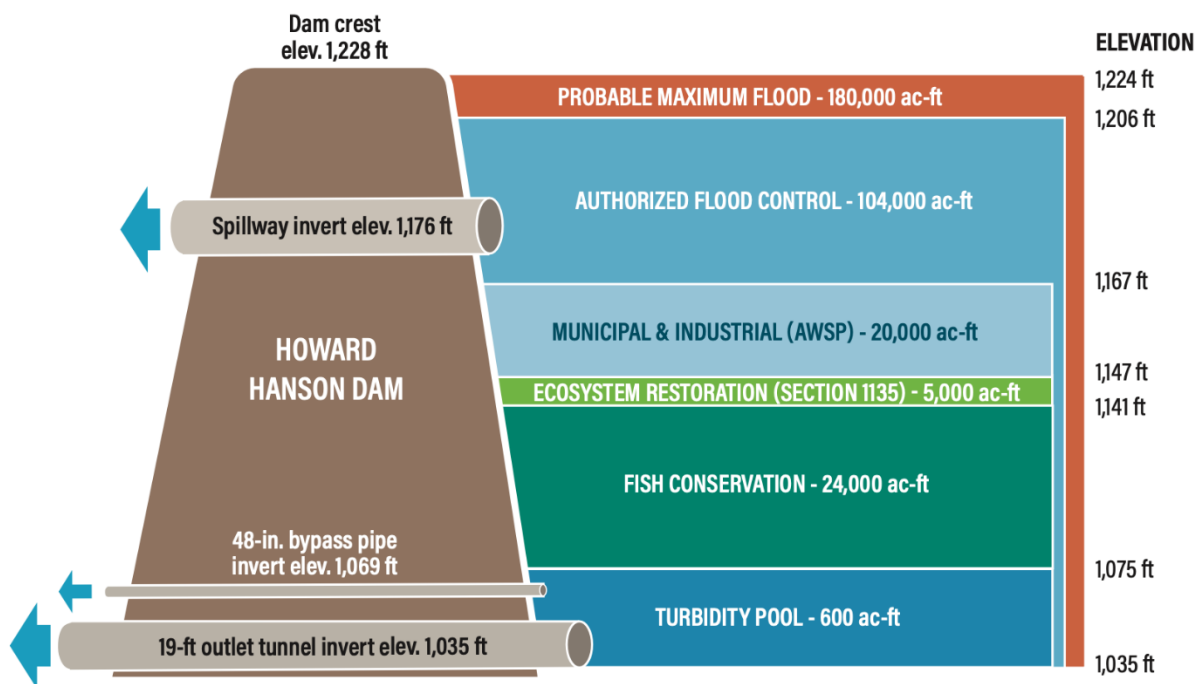 Dam crest
elev. 1,228 ft
ELEVATION
1,224 ft
PROBABLE MAXIMUM FLOOD - 180,000 ac-ft
1,206 ft
AUTHORIZED FLOOD CONTROL - 104,000 ac-ft
Spillway invert elev. 1,176 ft
1,167 ft
MUNICIPAL & INDUSTRIAL (AWSP) - 20,000 ac-ft
HOWARD
HANSON DAM
1,147 ft
ECOSYSTEM RESTORATION (SECTION 1135) - 5,000 ac-ft
1,141 ft
FISH CONSERVATION - 24,000 ac-ft
48-in. bypass pipe
invert elev. 1,069 ft
1,075 ft
TURBIDITY POOL - 600 ac-ft
19-ft outlet tunnel invert elev. 1,035 ft
1,035 ft